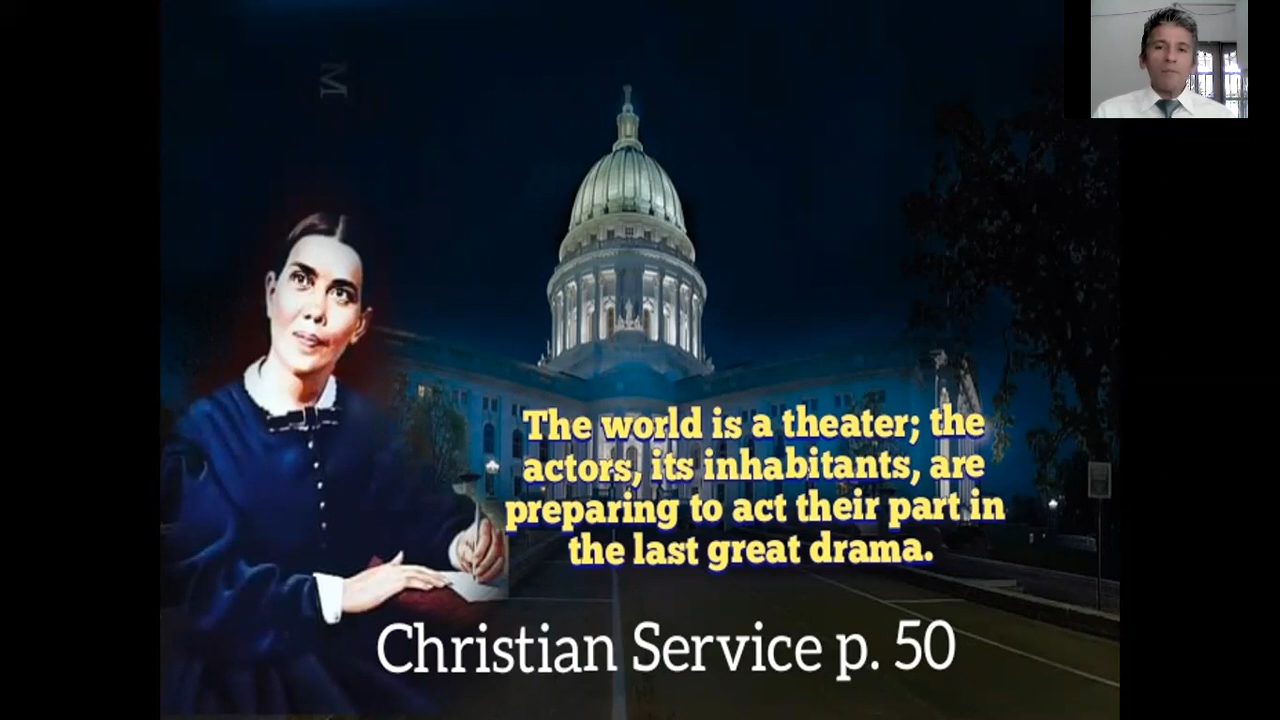 M
The world is a theater; the
actors, its inhabitants, are
preparing to act their part in
the last great drama.
Christian Service p. 50